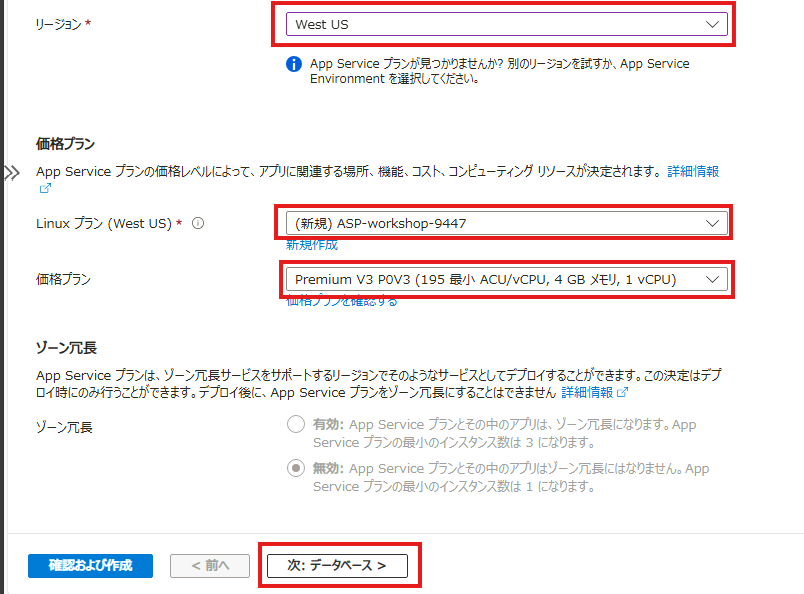 リージョン *
West US
App Service プランが見つかりませんか? 別のリージョンを試すか、App Service
Environment を選択してください。
価格プラン
App Service プランの価格レベルによって、アプリに関連する場所、機能、コスト、コンピューティング リソースが決定されます。 詳細情報
Linux プラン (West US) *
(新規) ASP-workshop-9447
新規作成
価格プラン
Premium V3 P0V3 (195 最小 ACU/vCPU, 4 GB メモリ, 1 vCPU)
価格プランを確認する
ゾーン冗長
App Service プランは、ゾーン冗長サービスをサポートするリージョンでそのようなサービスとしてデプロイすることができます。この決定はデプ
ロイ時にのみ行うことができます。デプロイ後に、App Service プランをゾーン冗長にすることはできません 詳細情報
ゾーン冗長
有効: App Service プランとその中のアプリは、ゾーン冗長になります。App
Service プランの最小のインスタンス数は 3 になります。
無効: App Service プランとその中のアプリはゾーン冗長にはなりません。App
Service プランの最小のインスタンス数は 1 になります。
確認および作成
< 前へ
次: データベース >